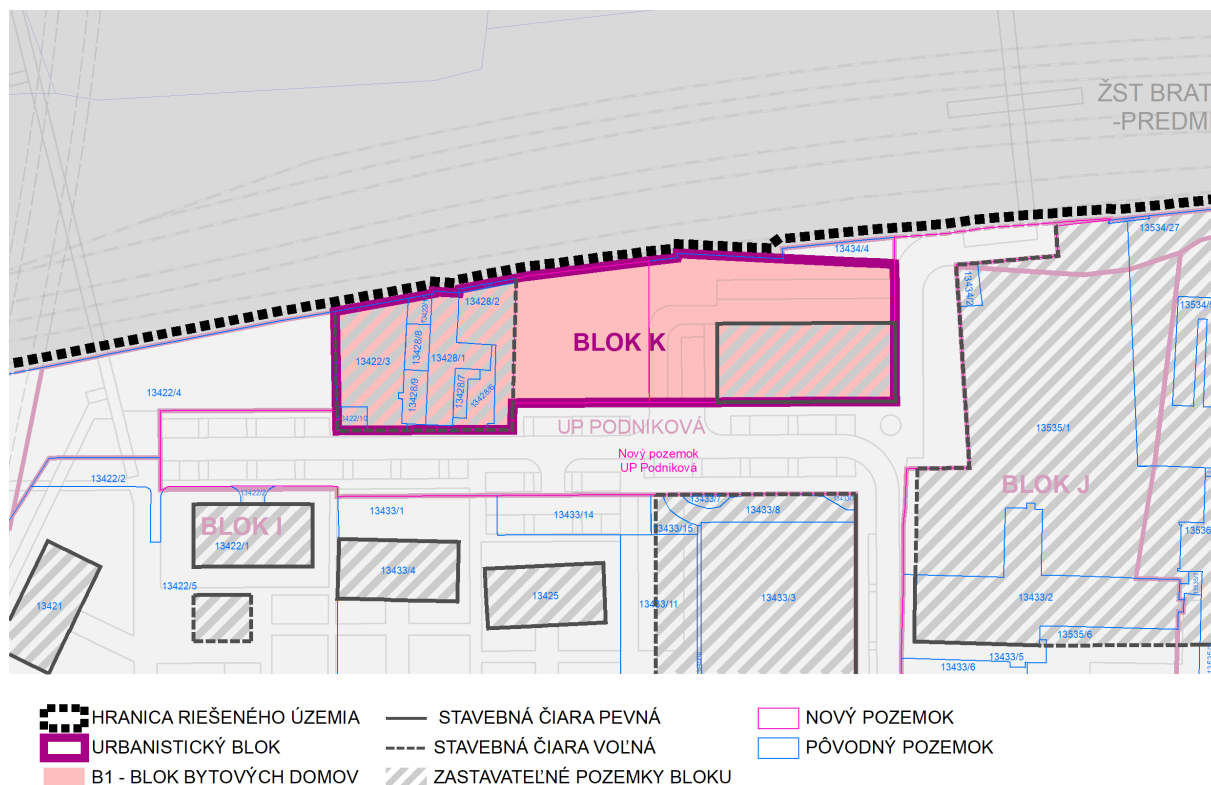 ŽST BRAT
-PREDM
13434/4
13534/27
13428/2
13434/2
13534/5
BLOK K
13422/3
13428/8
13428/1
13428/9
13428/7
13428/6
13422/4
13422/10
UP PODNIKOVÁ
13535/1
Nový pozemok
UP Podniková
13422/2
13422/2
BLOK J
13433/1
13433/14
13433/7
13433/8
13433/15
BLOK I
13536
13422/1
13433/4
13422/5
13425
13421
13433/11
13433/3
13433/2
13535/6
13433/5
13433/6
HRANICA RIEŠENÉHO ÚZEMIA
STAVEBNÁ ČIARA PEVNÁ
NOVÝ POZEMOK
URBANISTICKÝ BLOK
STAVEBNÁ ČIARA VOĽNÁ
PÔVODNÝ POZEMOK
B1 - BLOK BYTOVÝCH DOMOV
ZASTAVATEĽNÉ POZEMKY BLOKU